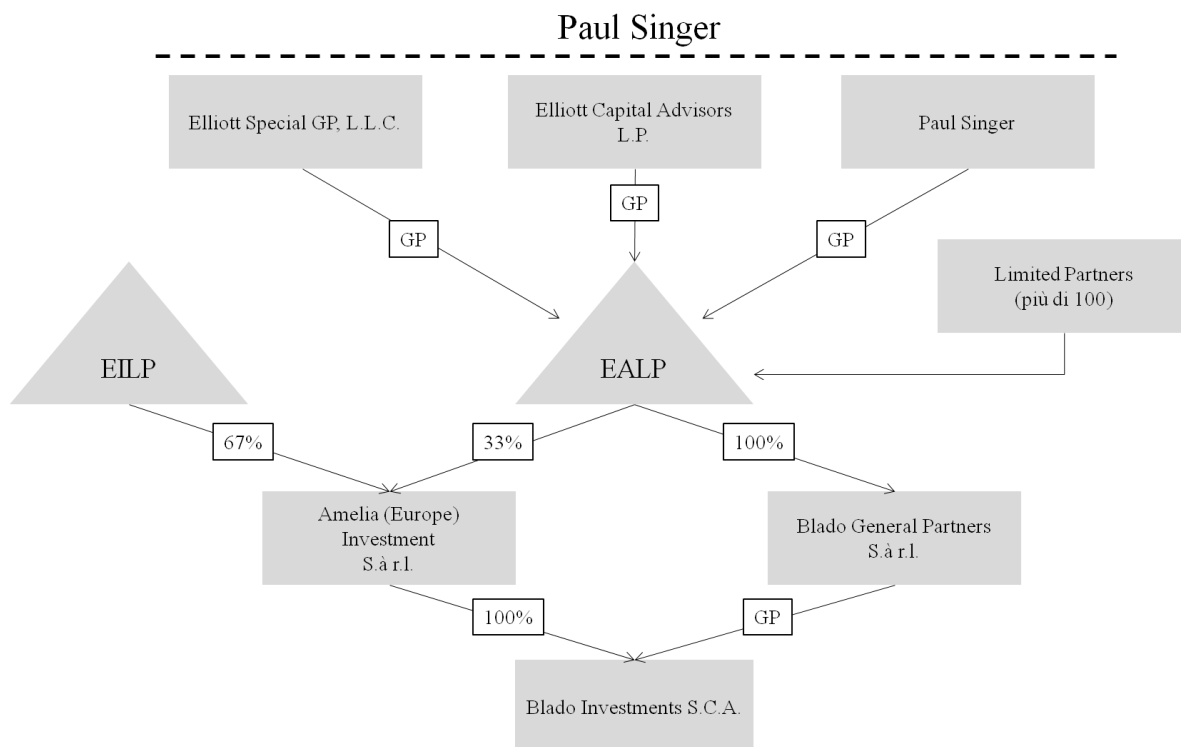 Paul Singer
Elliott Special GP, L.L.C.
Elliott Capital Advisors
L.P.
Paul Singer
GP
GP
GP
Limited Partners
(più di 100)
EILP
EALP
67%
33%
100%
Amelia (Europe)
Investment
S.à r.l.
Blado General Partners
S.à r.l.
100%
GP
Blado Investments S.C.A.